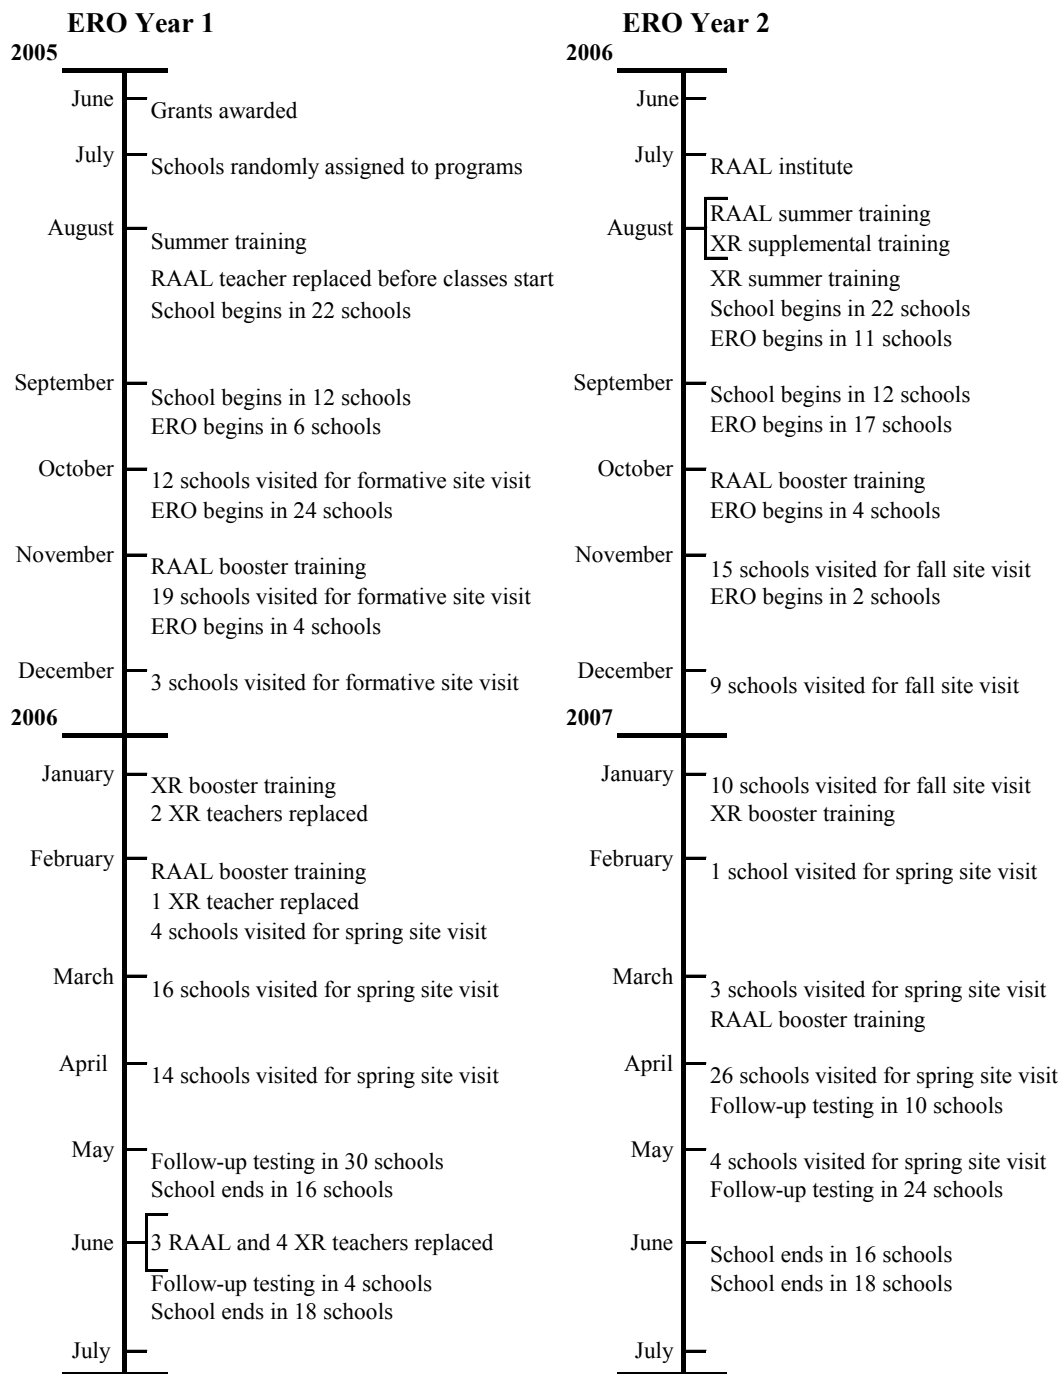 ERO Year 1
2005
June
Grants awarded
July
Schools randomly assigned to programs
August
Summer training
RAAL teacher replaced before classes start
School begins in 22 schools
September
School begins in 12 schools
ERO begins in 6 schools
October
12 schools visited for formative site visit
ERO begins in 24 schools
November
RAAL booster training
19 schools visited for formative site visit
ERO begins in 4 schools
December
3 schools visited for formative site visit
2006
January
XR booster training
2 XR teachers replaced
February
RAAL booster training
1 XR teacher replaced
4 schools visited for spring site visit
March
16 schools visited for spring site visit
April
14 schools visited for spring site visit
May
Follow-up testing in 30 schools
School ends in 16 schools
June
3 RAAL and 4 XR teachers replaced
Follow-up testing in 4 schools
School ends in 18 schools
July
ERO Year 2
2006
June
July
RAAL institute
August
RAAL summer training
XR supplemental training
XR summer training
School begins in 22 schools
ERO begins in 11 schools
September
School begins in 12 schools
ERO begins in 17 schools
October
RAAL booster training
ERO begins in 4 schools
November
15 schools visited for fall site visit
ERO begins in 2 schools
December
9 schools visited for fall site visit
2007
January
10 schools visited for fall site visit
XR booster training
February
1 school visited for spring site visit
March
3 schools visited for spring site visit
RAAL booster training
April
26 schools visited for spring site visit
Follow-up testing in 10 schools
May
4 schools visited for spring site visit
Follow-up testing in 24 schools
June
School ends in 16 schools
School ends in 18 schools
July